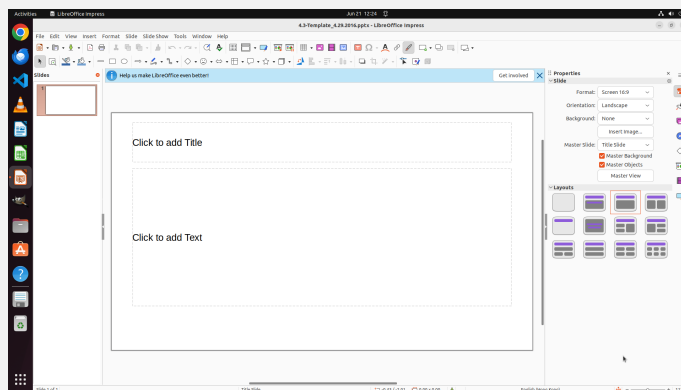 Activities LibreOffice Impress Jun 21 12:24
4.3-Template_4.29.2016.pptx - LibreOffice Impress
File Edit View Insert Format Slide Slide Show Tools Window Help
Slides
Help us make LibreOffice even better!
Get involved
Properties
Slide
Format: Screen 16:9
Orientation: Landscape
Background: None
Insert Image...
Master Slide: Title Slide
Master Background
Master Objects
Master View
Layouts
1
Click to add Title
Click to add Text